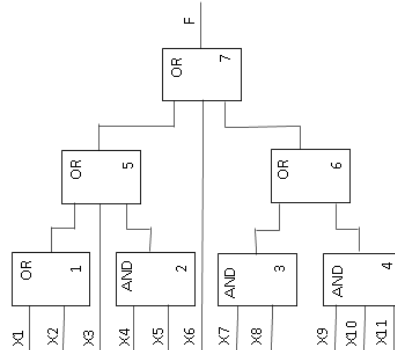 F
OR 7
OR 5
OR 6
OR 1
AND 2
AND 3
AND 4
X1
X2
X3
X4
X5
X6
X7
X8
X9
X10
X11